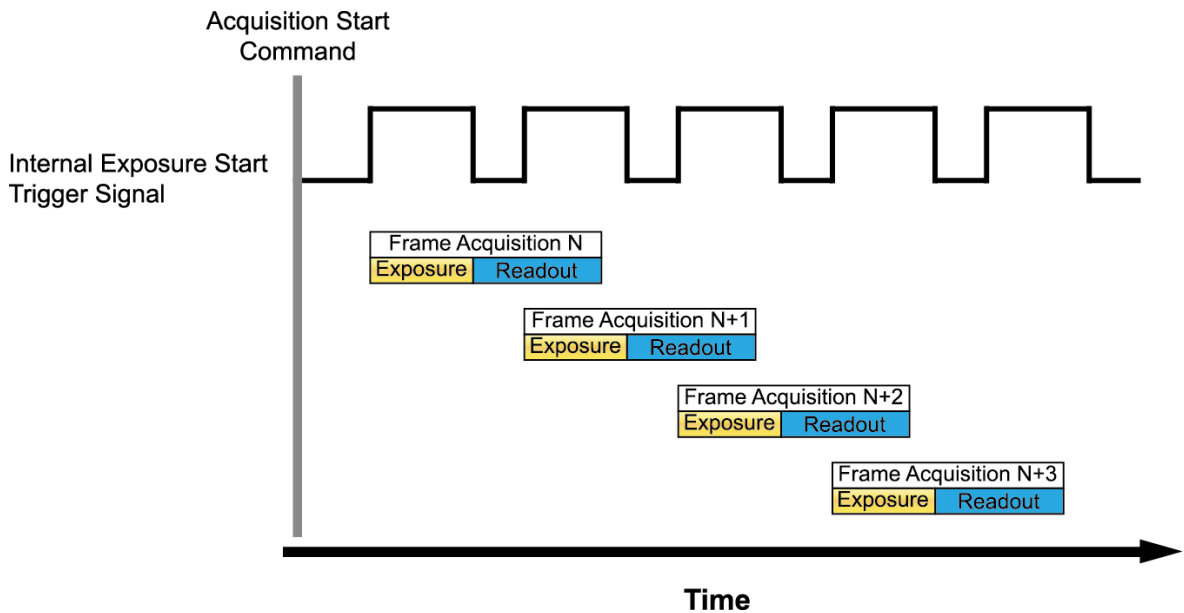 Acquisition Start
Command
Internal Exposure Start
Trigger Signal
Frame Acquisition N
Exposure Readout
Frame Acquisition N+1
Exposure Readout
Frame Acquisition N+2
Exposure Readout
Frame Acquisition N+3
Exposure Readout
Time